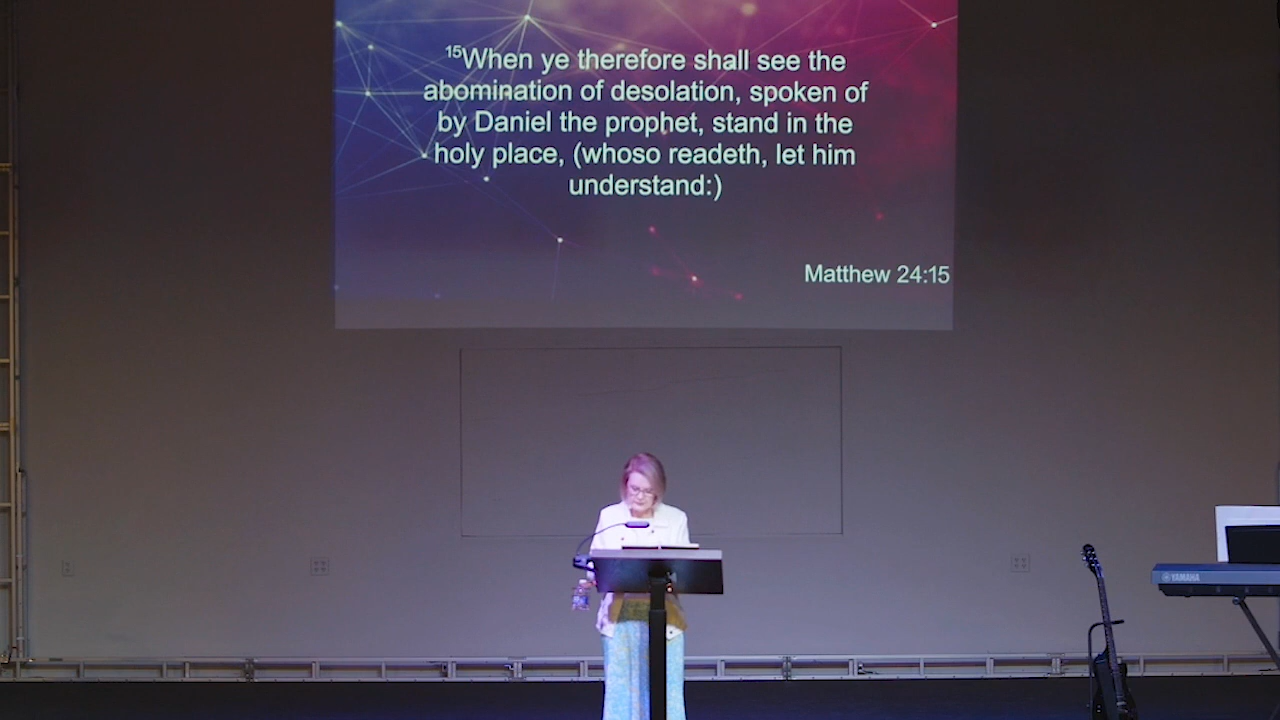 ¹⁵When ye therefore shall see the
abomination of desolation, spoken of
by Daniel the prophet, stand in the
holy place, (whoso readeth, let him
understand:)
Matthew 24:15
YAMAHA